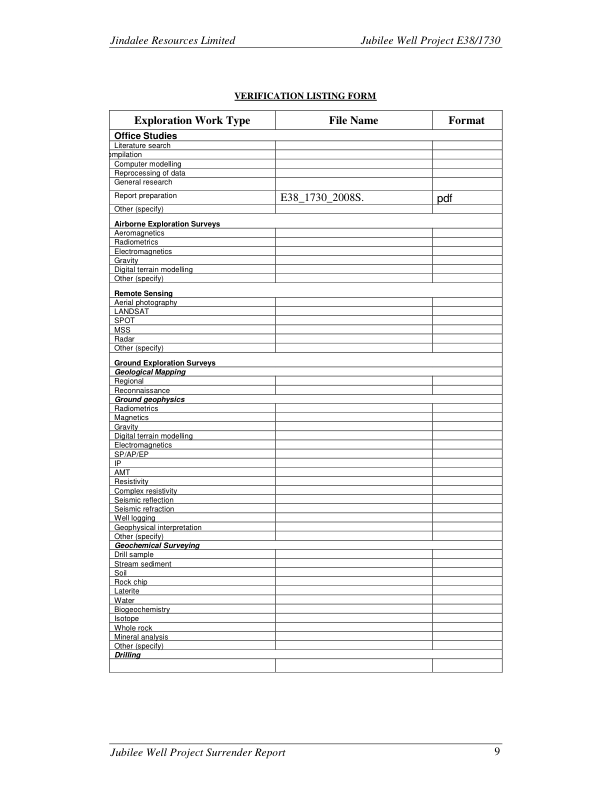 Jindalee Resources Limited Jubilee Well Project E38/1730
VERIFICATION LISTING FORM
Exploration Work Type File Name Format
Office Studies
Literature search
mpilation
Computer modelling
Reprocessing of data
General research
Report preparation E38_1730_2008S. pdf
Other (specify)
Airborne Exploration Surveys
Aeromagnetics
Radiometrics
Electromagnetics
Gravity
Digital terrain modelling
Other (specify)
Remote Sensing
Aerial photography
LANDSAT
SPOT
MSS
Radar
Other (specify)
Ground Exploration Surveys
Geological Mapping
Regional
Reconnaissance
Ground geophysics
Radiometrics
Magnetics
Gravity
Digital terrain modelling
Electromagnetics
SP/AP/EP
IP
AMT
Resistivity
Complex resistivity
Seismic reflection
Seismic refraction
Well logging
Geophysical interpretation
Other (specify)
Geochemical Surveying
Drill sample
Stream sediment
Soil
Rock chip
Laterite
Water
Biogeochemistry
Isotope
Whole rock
Mineral analysis
Other (specify)
Drilling
Jubilee Well Project Surrender Report 9